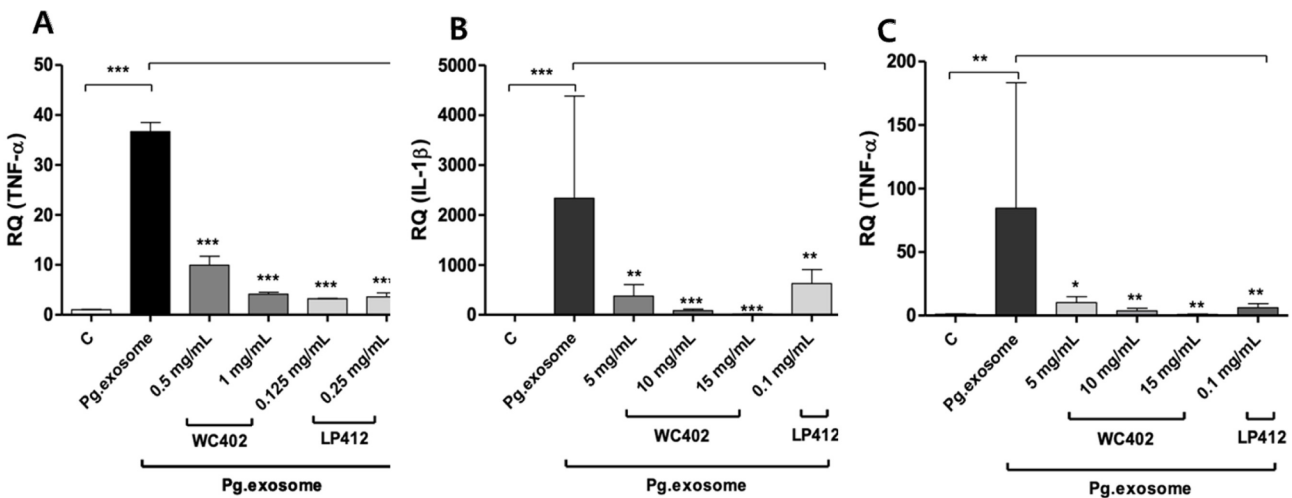 A
RQ (TNF-α)
50
40
30
20
10
0
***
***
***
***
***
C
Pg.exosome
0.5 mg/mL
1 mg/mL
0.125 mg/mL
0.25 mg/mL
WC402
LP412
Pg.exosome
B
RQ (IL-1β)
5000
4000
3000
2000
1000
0
***
**
***
***
**
C
Pg.exosome
5 mg/mL
10 mg/mL
15 mg/mL
0.1 mg/mL
WC402
LP412
Pg.exosome
C
RQ (TNF-α)
200
150
100
50
0
**
*
**
**
**
C
Pg.exosome
5 mg/mL
10 mg/mL
15 mg/mL
0.1 mg/mL
WC402
LP412
Pg.exosome